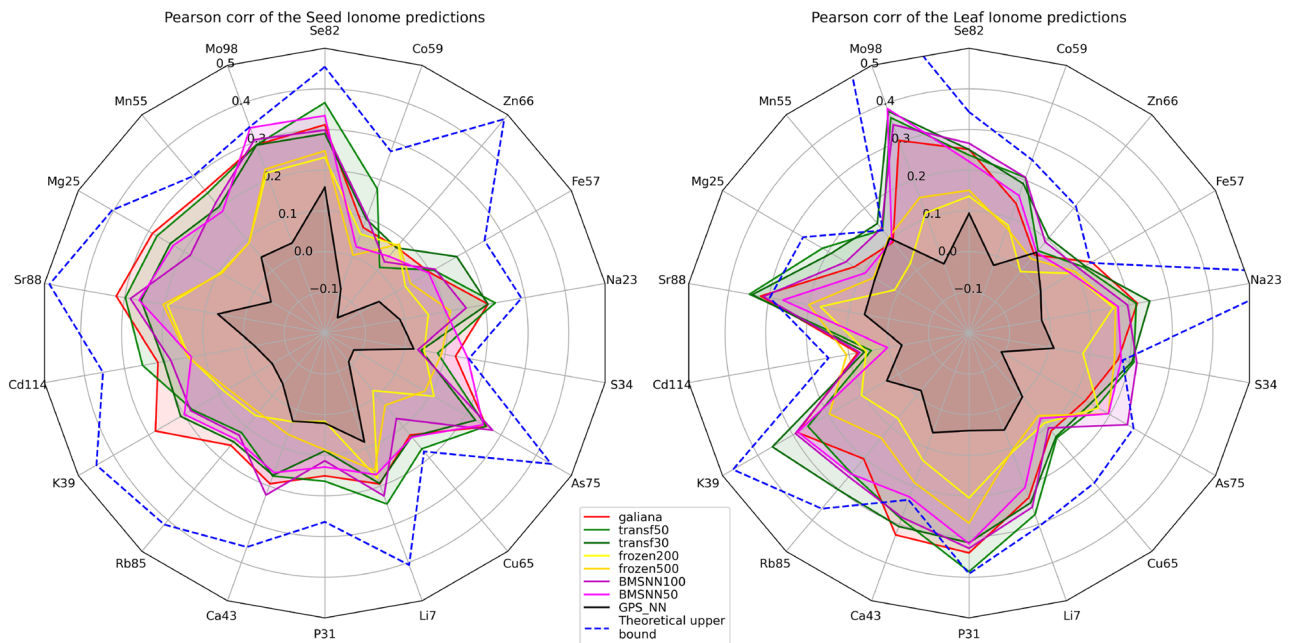 Pearson corr of the Seed Ionome predictions
Se82
Co59
Zn66
Fe57
Na23
S34
As75
Cu65
Li7
P31
Ca43
Rb85
K39
Cd114
Sr88
Mg25
Mn55
Mo98
0.5
0.4
0.3
0.2
0.1
0.0
−0.1
Pearson corr of the Leaf Ionome predictions
Se82
Co59
Zn66
Fe57
Na23
S34
As75
Cu65
Li7
P31
Ca43
Rb85
K39
Cd114
Sr88
Mg25
Mn55
Mo98
0.5
0.4
0.3
0.2
0.1
0.0
−0.1
galiana
transf50
transf30
frozen200
frozen500
BMSNN100
BMSNN50
GPS_NN
Theoretical upper
bound